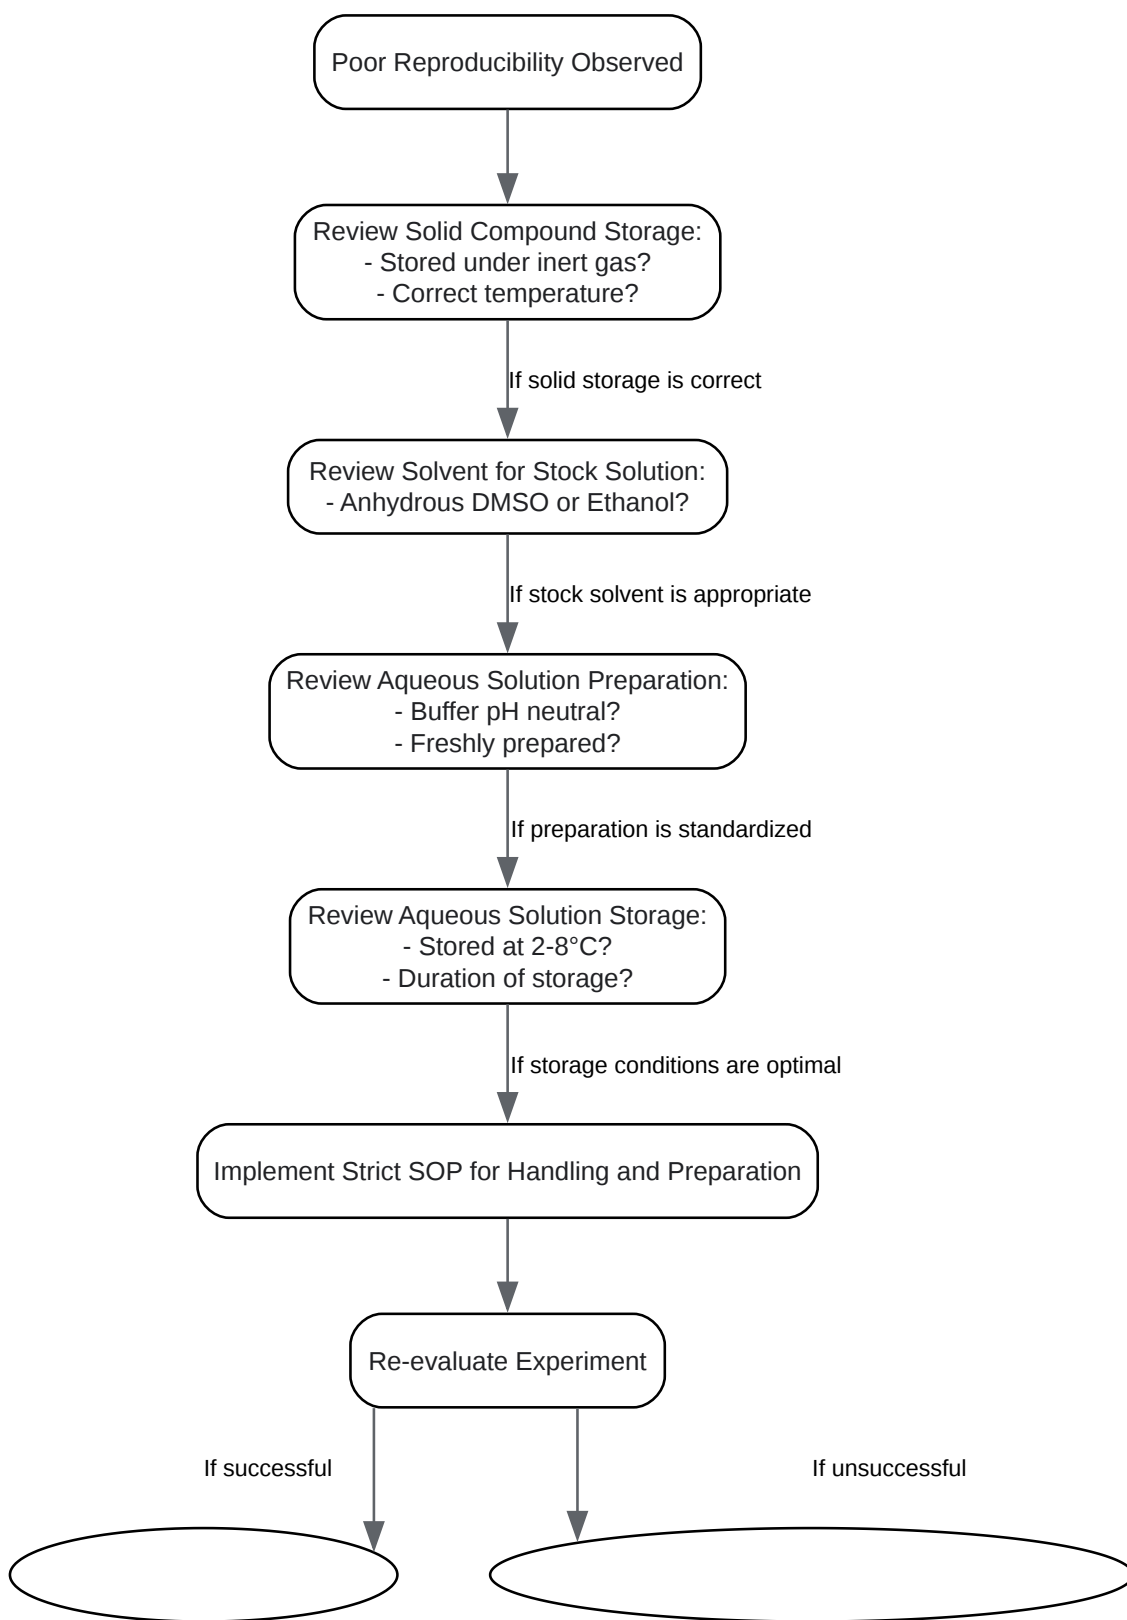 Poor Reproducibility Observed
Review Solid Compound Storage:
- Stored under inert gas?
- Correct temperature?
If solid storage is correct
Review Solvent for Stock Solution:
- Anhydrous DMSO or Ethanol?
If stock solvent is appropriate
Review Aqueous Solution Preparation:
- Buffer pH neutral?
- Freshly prepared?
If preparation is standardized
Review Aqueous Solution Storage:
- Stored at 2-8°C?
- Duration of storage?
If storage conditions are optimal
Implement Strict SOP for Handling and Preparation
Re-evaluate Experiment
If successful
If unsuccessful